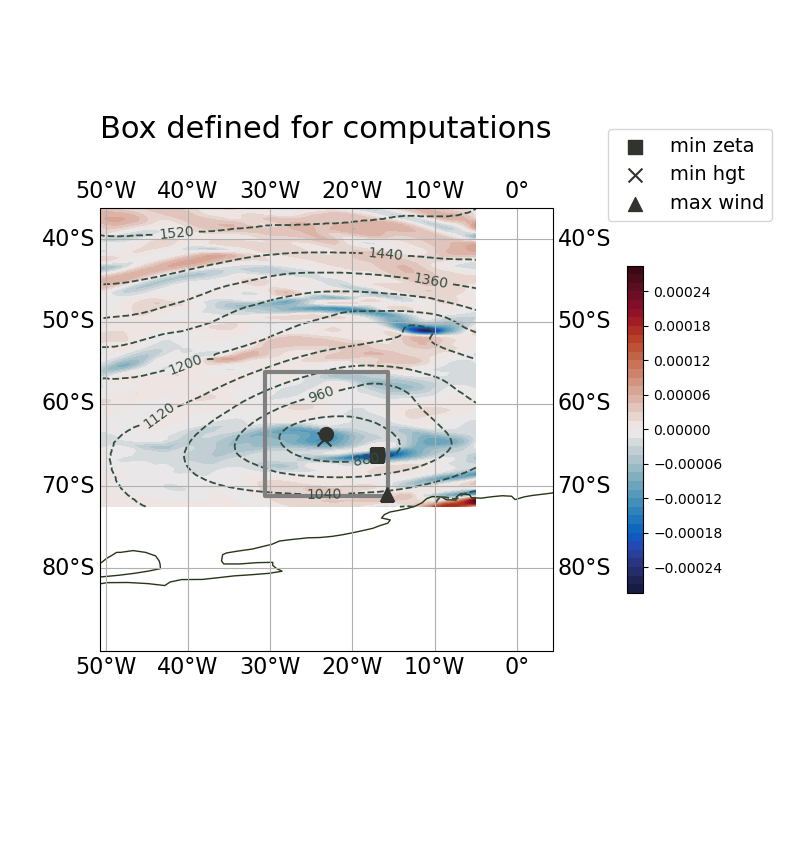 Box defined for computations
min zeta
min hgt
max wind
50°W 40°W 30°W 20°W 10°W 0°
40°S 40°S
50°S 50°S
60°S 60°S
70°S 70°S
80°S 80°S
50°W 40°W 30°W 20°W 10°W 0°
1520
1440
1360
1200
1120
960
880
1040
0.00024
0.00018
0.00012
0.00006
0.00000
−0.00006
−0.00012
−0.00018
−0.00024